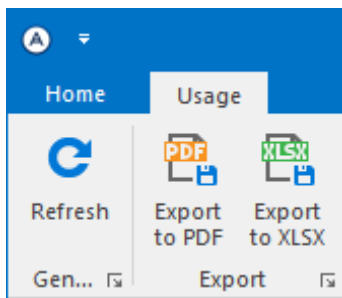 A
Home Usage
PDF XLSX
Refresh Export Export
to PDF to XLSX
Gen... Export